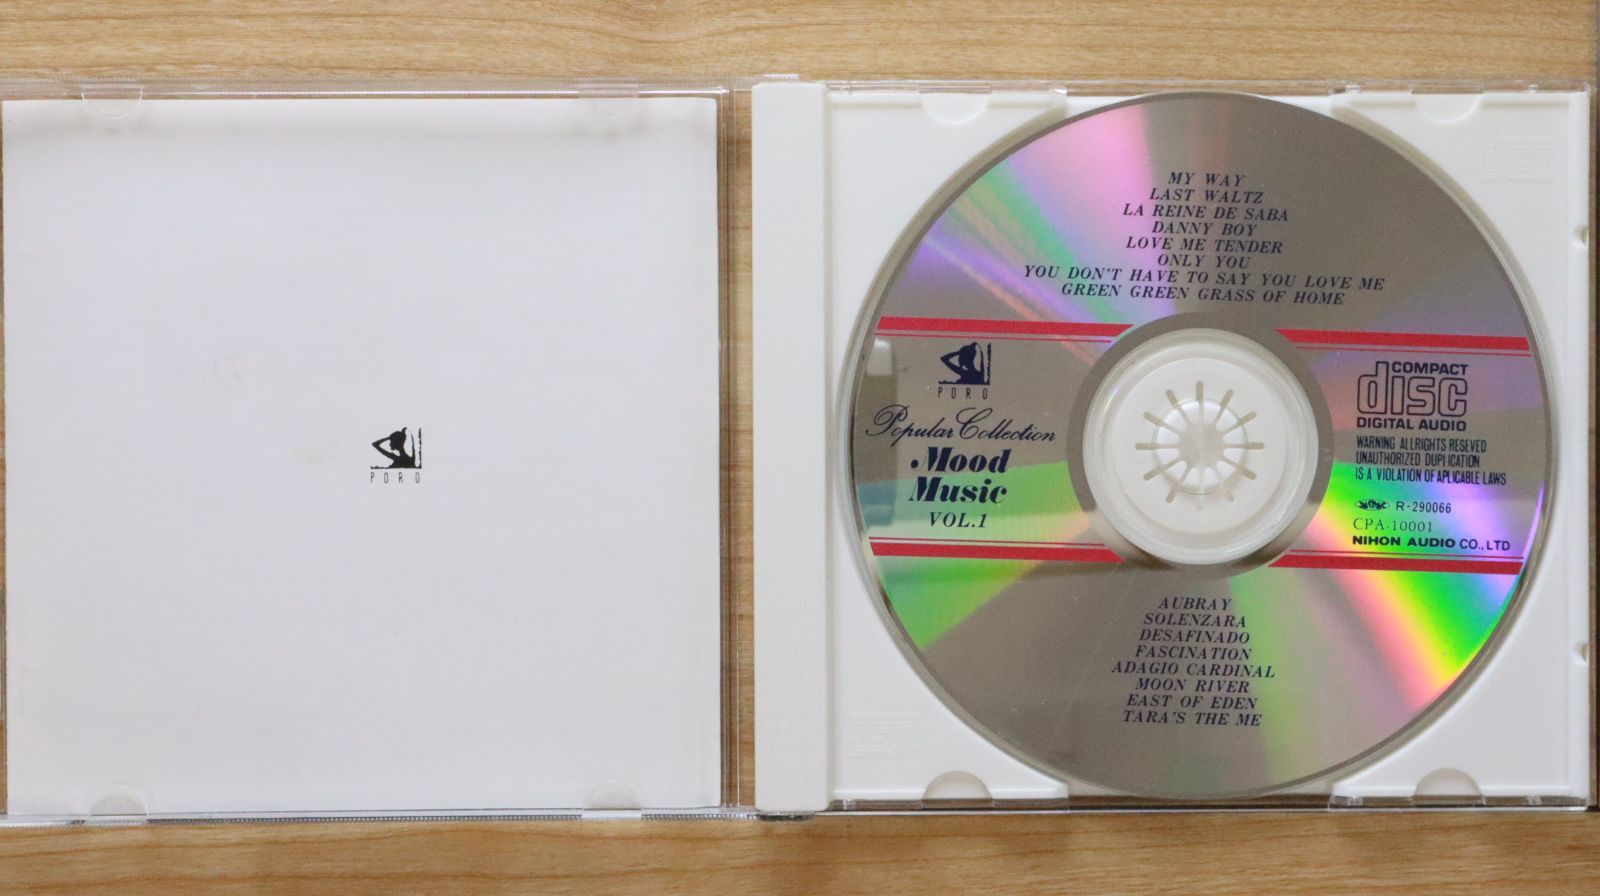 PORO
MY WAY
LAST WALTZ
LA REINE DE SABA
DANNY BOY
LOVE ME TENDER
ONLY YOU
YOU DON'T HAVE TO SAY YOU LOVE ME
GREEN GREEN GRASS OF HOME
PORO
Popular Collection
Mood
Music
VOL.1
COMPACT
disc
DIGITAL AUDIO
WARNING ALLRIGHTS RESEVED
UNAUTHORIZED DUPLICATION
IS A VIOLATION OF APLICABLE LAWS
R-290066
CPA-10001
NIHON AUDIO CO.,LTD
AUBRAY
SOLENZARA
DESAFINADO
FASCINATION
ADAGIO CARDINAL
MOON RIVER
EAST OF EDEN
TARA'S THE ME